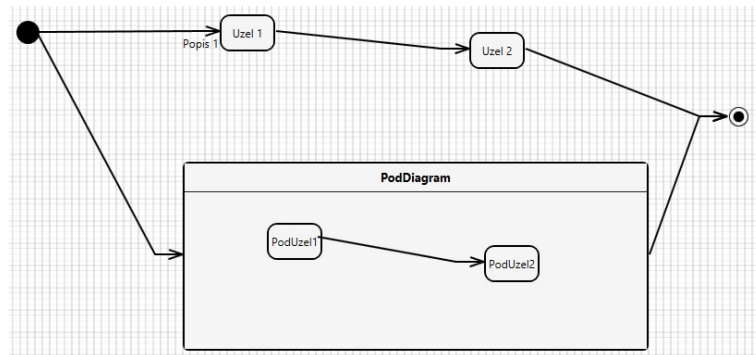 Popis 1
Uzel 1
Uzel 2
PodDiagram
PodUzel1
PodUzel2